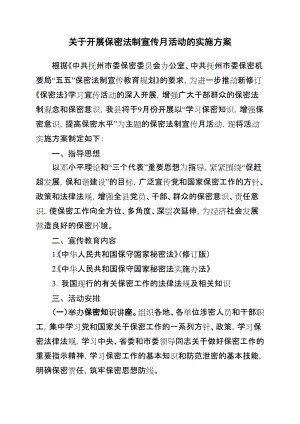 关于开展保密法制宣传月活动的实施方案
根据《中共抚州市委保密委员会办公室、中共抚州市委保密机
要局“五五”保密法制宣传教育规划》的要求，为进一步推动新修订
《保密法》学习宣传活动的深入开展，增强广大干部群众的保密法
制观念和保密意识，我县将于9月份开展以“学习保密知识，增强保
密意识，提高保密水平”为主题的保密法制宣传月活动，现将活动
实施方案制定如下：
一、指导思想
以邓小平理论和“三个代表”重要思想为指导，紧紧围绕“促赶
超发展，保和谐建设”的目标，广泛宣传党和国家保密工作的方针、
政策和法律法规，增强全县党员、干部、群众的保密意识、责任意
识，使保密工作向全方位、多角度、深层次延伸，为经济社会发展
营造良好的保密环境。
二、宣传教育内容
1.《中华人民共和国保守国家秘密法》（修订版）
2.《中华人民共和国保守国家秘密法实施办法》
3. 我国现行的有关保密工作的法律法规及相关知识
三、活动安排
（一）举办保密知识讲座。组织各地、各单位涉密人员和干部职
工，集中学习党和国家关于保密工作的一系列方针、政策，学习国
家法律法规，学习中央、省委和市委领导同志关于做好保密工作的
重要指示精神，学习保密工作的基本知识和防范泄密的基本技能，
明确保密责任，筑牢保密思想防线。